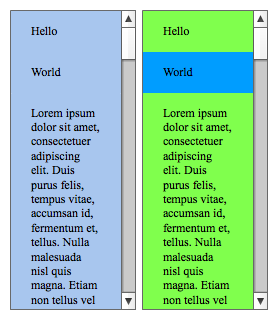 Hello
World
Lorem ipsum
dolor sit amet,
consectetuer
adipiscing
elit. Duis
purus felis,
tempus vitae,
accumsan id,
fermentum et,
tellus. Nulla
malesuada
nisl quis
magna. Etiam
non tellus vel
Hello
World
Lorem ipsum
dolor sit amet,
consectetuer
adipiscing
elit. Duis
purus felis,
tempus vitae,
accumsan id,
fermentum et,
tellus. Nulla
malesuada
nisl quis
magna. Etiam
non tellus vel